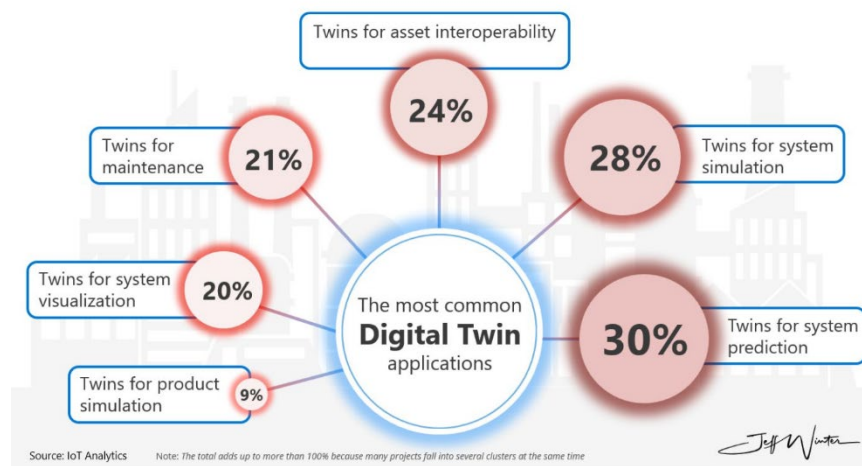 Twins for asset interoperability
24%
Twins for
maintenance
21%
28%
Twins for system
simulation
Twins for system
visualization
20%
The most common
Digital Twin
applications
30%
Twins for system
prediction
Twins for product
simulation
9%
Jeff Winter
Source: IoT Analytics
Note: The total adds up to more than 100% because many projects fall into several clusters at the same time